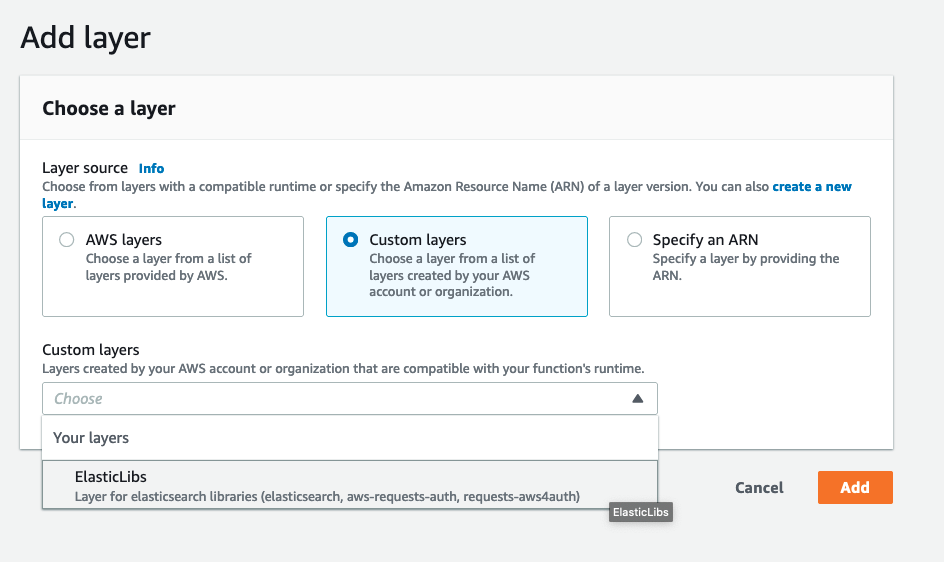 Add layer
Choose a layer
Layer source Info
Choose from layers with a compatible runtime or specify the Amazon Resource Name (ARN) of a layer version. You can also create a new
layer.
AWS layers
Choose a layer from a list of
layers provided by AWS.
Custom layers
Choose a layer from a list of
layers created by your AWS
account or organization.
Specify an ARN
Specify a layer by providing the
ARN.
Custom layers
Layers created by your AWS account or organization that are compatible with your function's runtime.
Choose
Your layers
ElasticLibs
Layer for elasticsearch libraries (elasticsearch, aws-requests-auth, requests-aws4auth)
ElasticLibs
Cancel
Add